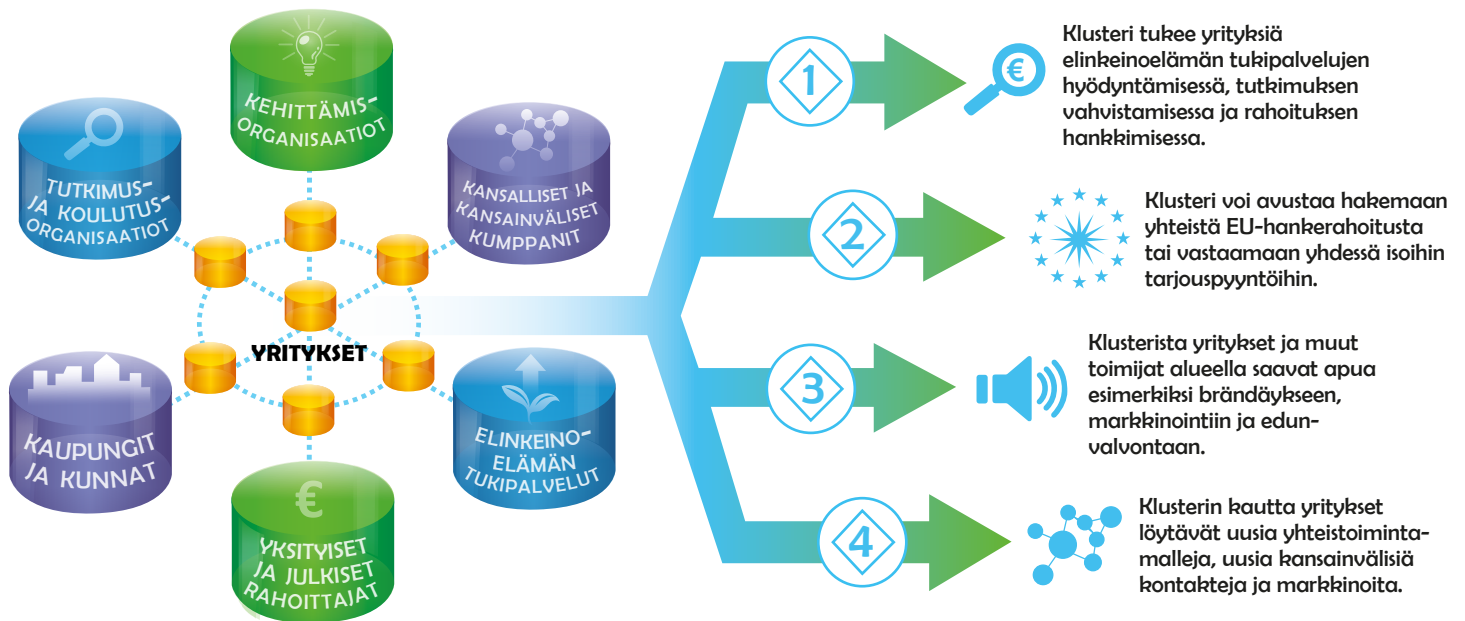 KEHITTÄMIS-
ORGANISAATIOT
TUTKIMUS-
JA KOULUTUS-
ORGANISAATIOT
KANSALLISET JA
KANSAINVÄLISET
KUMPPANIT
YRITYKSET
KAUPUNGIT
JA KUNNAT
ELINKEINO-
ELÄMÄN
TUKIPALVELUT
€
YKSITYISET
JA JULKISET
RAHOITTAJAT
1
€
Klusteri tukee yrityksiä
elinkeinoelämän tukipalvelujen
hyödyntämisessä, tutkimuksen
vahvistamisessa ja rahoituksen
hankkimisessa.
2
Klusteri voi avustaa hakemaan
yhteistä EU-hankerahoitusta
tai vastaamaan yhdessä isoihin
tarjouspyyntöihin.
3
Klusterista yritykset ja muut
toimijat alueella saavat apua
esimerkiksi brändäykseen,
markkinointiin ja edun-
valvontaan.
4
Klusterin kautta yritykset
löytävät uusia yhteistoiminta-
malleja, uusia kansainvälisiä
kontakteja ja markkinoita.